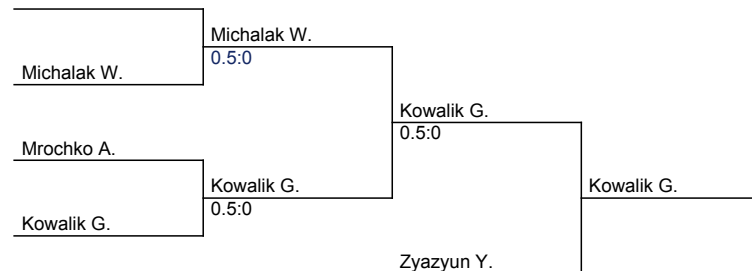 Michalak W.
0.5:0
Michalak W.
Kowalik G.
0.5:0
Mrochko A.
Kowalik G.
Kowalik G.
0.5:0
Kowalik G.
Zyazyun Y.